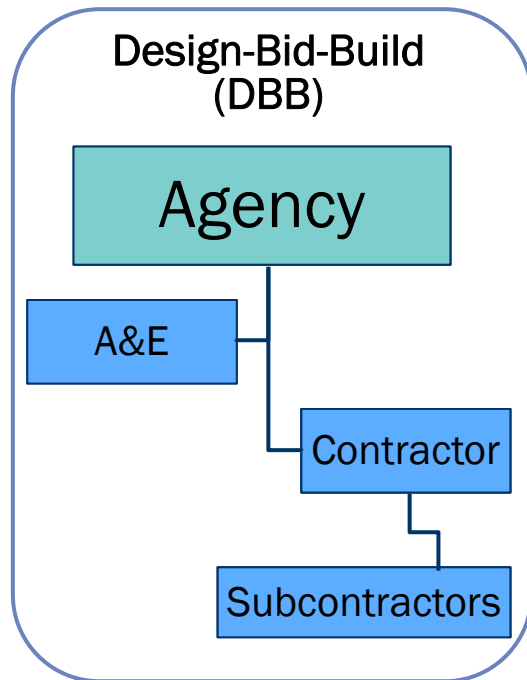 Design-Bid-Build
(DBB)
Agency
A&E
Contractor
Subcontractors